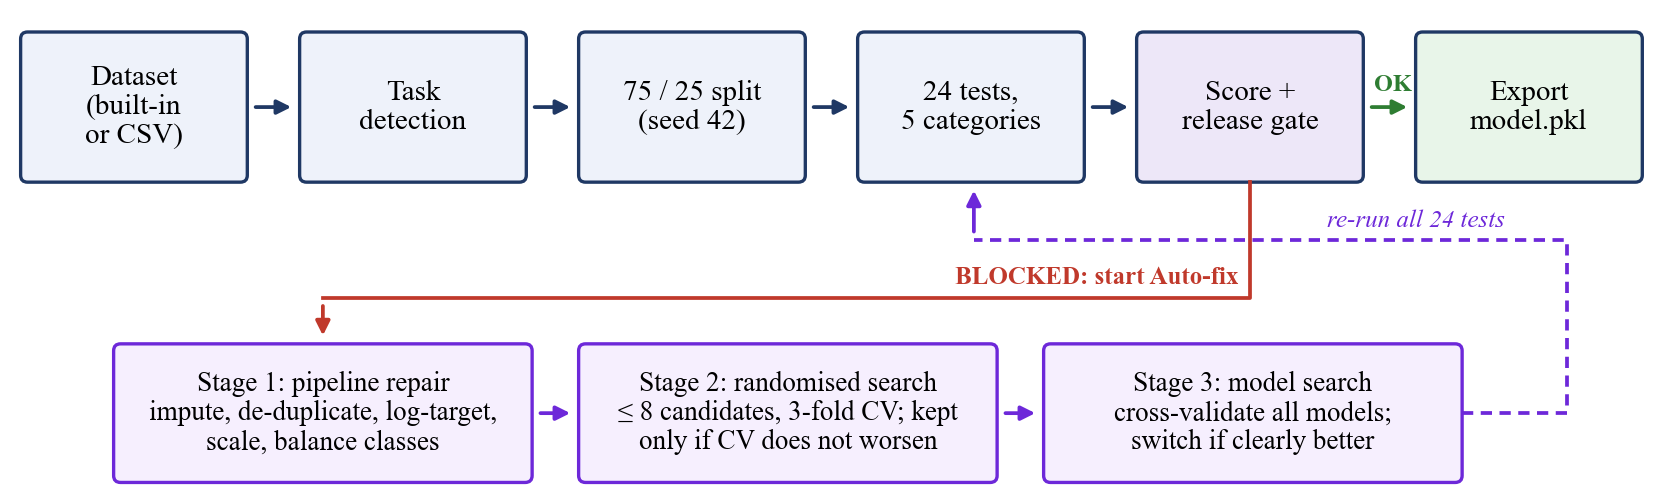 Dataset
(built-in
or CSV)
Task
detection
75 / 25 split
(seed 42)
24 tests,
5 categories
Score +
release gate
OK
Export
model.pkl
re-run all 24 tests
BLOCKED: start Auto-fix
Stage 1: pipeline repair
impute, de-duplicate, log-target,
scale, balance classes
Stage 2: randomised search
≤ 8 candidates, 3-fold CV; kept
only if CV does not worsen
Stage 3: model search
cross-validate all models;
switch if clearly better